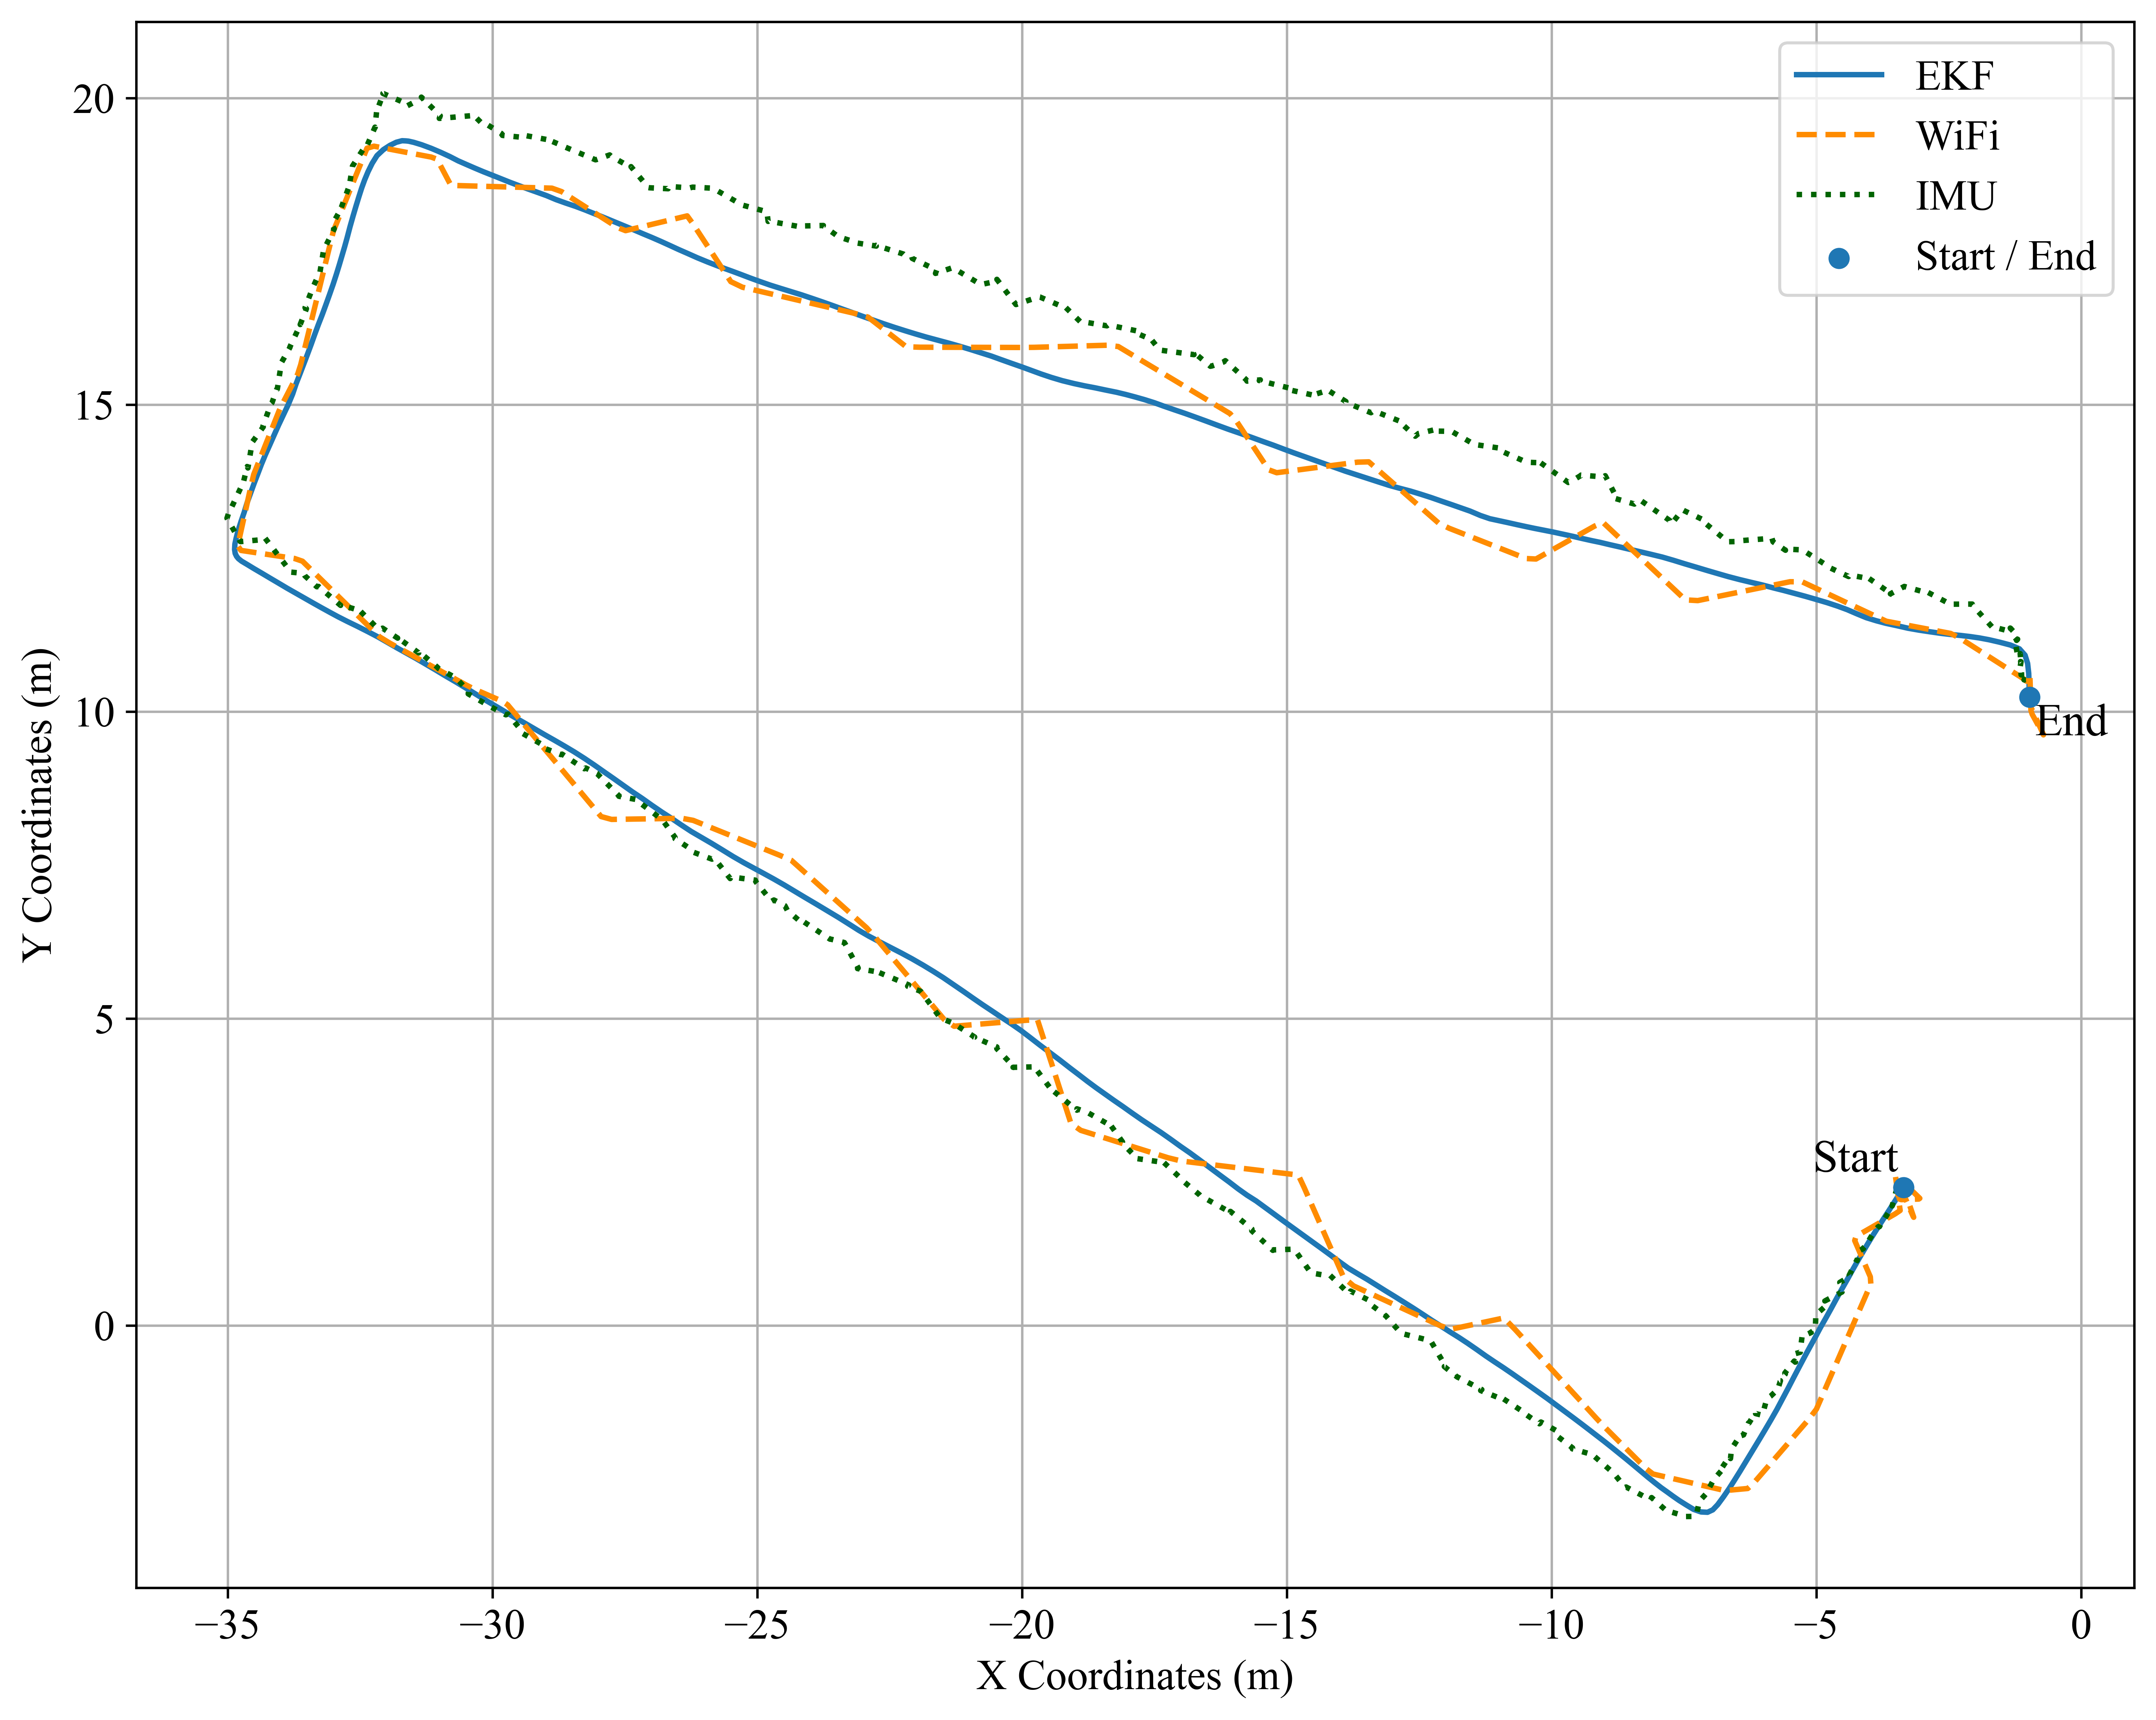 EKF
WiFi
IMU
Start / End
20
15
10
5
0
Y Coordinates (m)
End
Start
−35
−30
−25
−20
−15
−10
−5
0
X Coordinates (m)